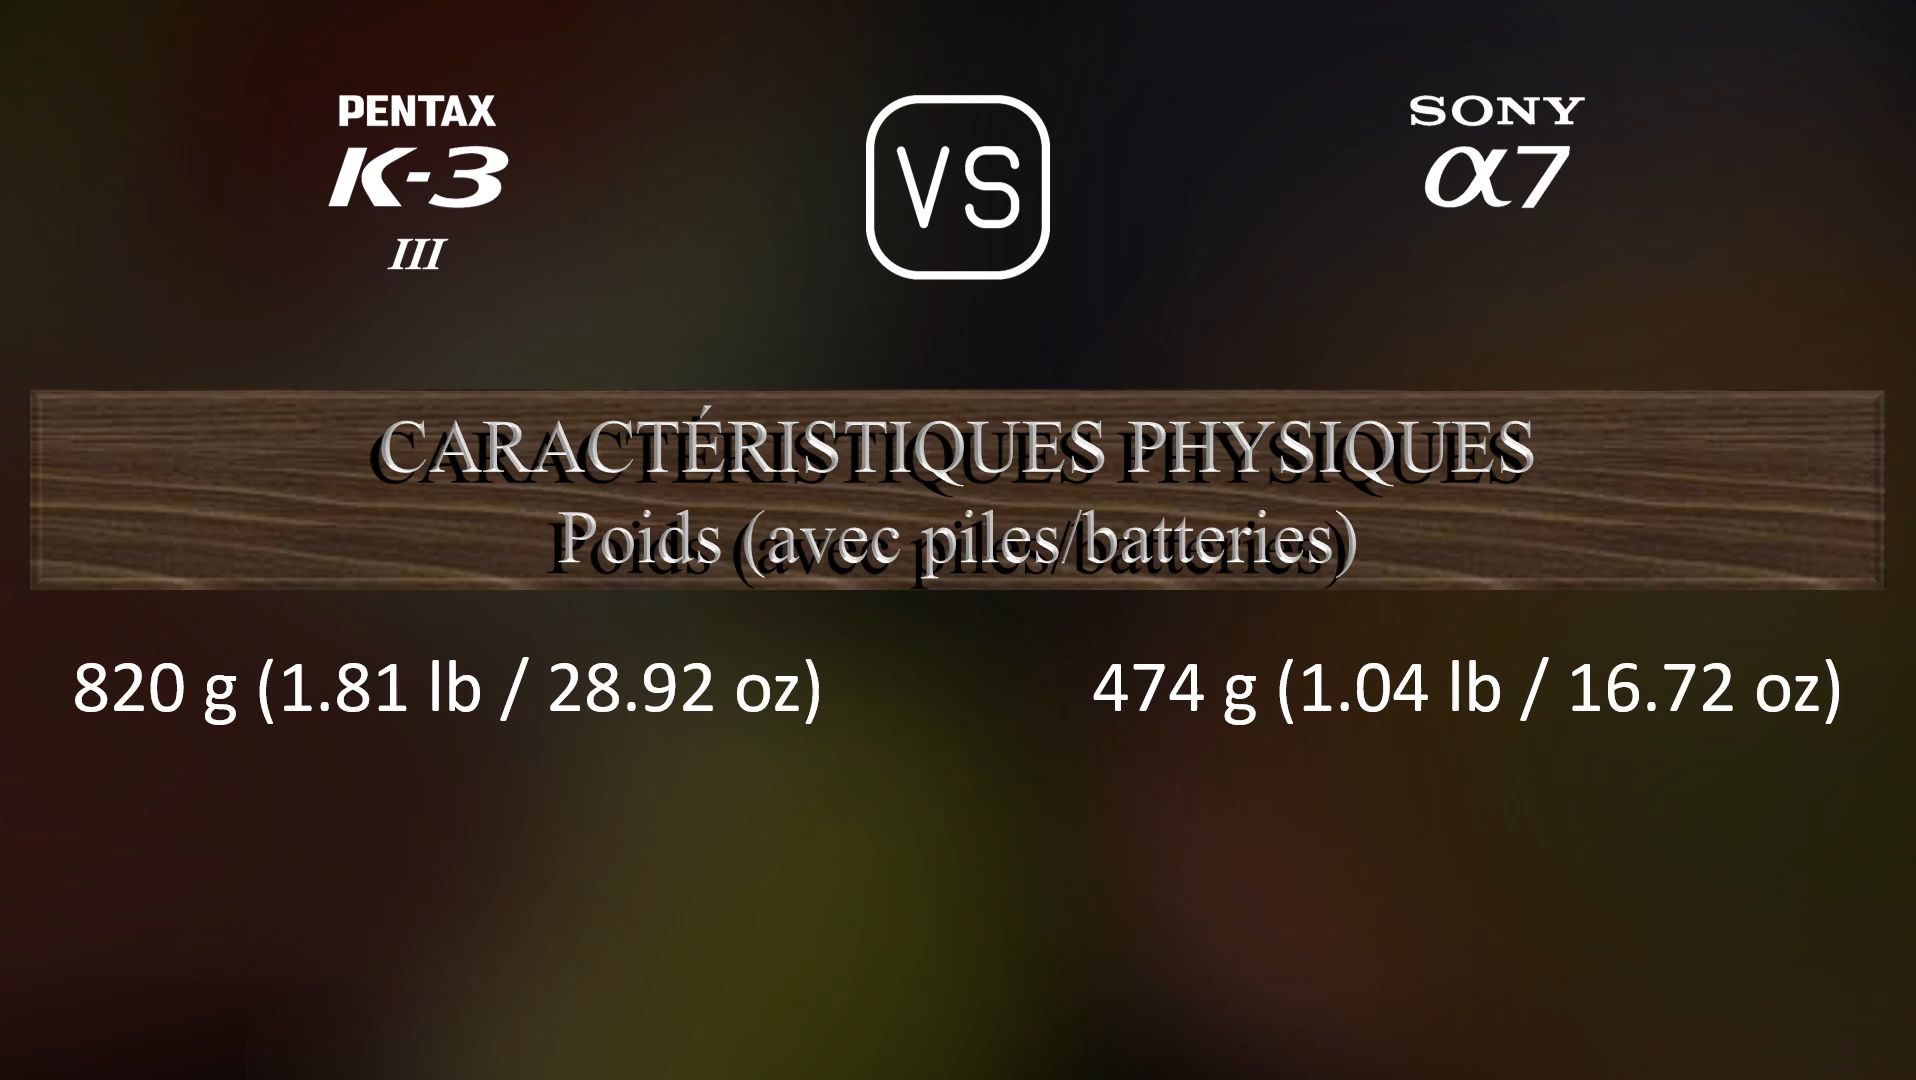 PENTAX
K-3
III
VS
SONY
α7
CARACTÉRISTIQUES PHYSIQUES
Poids (avec piles/batteries)
820 g (1.81 lb / 28.92 oz)
474 g (1.04 lb / 16.72 oz)